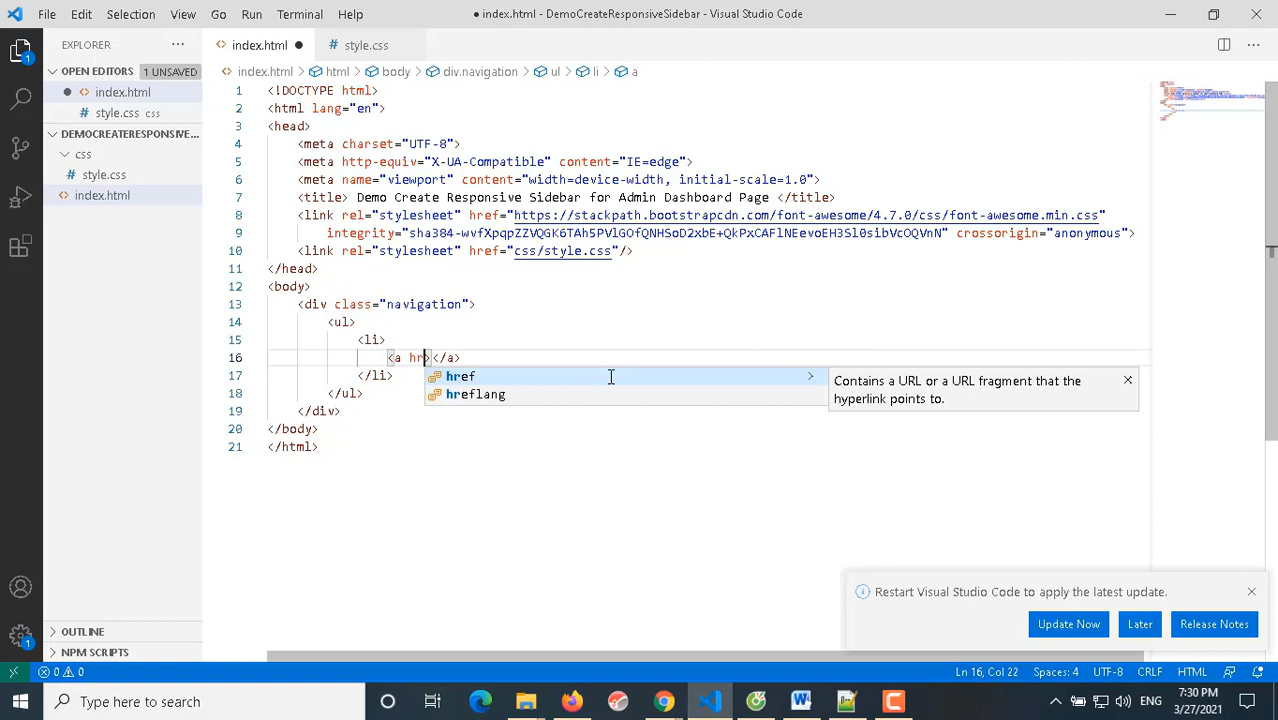 File Edit Selection View Go Run Terminal Help
● index.html - DemoCreateResponsiveSidebar - Visual Studio Code
EXPLORER ···
index.html ●
# style.css
index.html > html > body > div.navigation > ul > li > a
OPEN EDITORS 1 UNSAVED
● <> index.html
# style.css css
DEMOCREATERESPONSIVE...
css
# style.css
<> index.html
OUTLINE
NPM SCRIPTS
1 <!DOCTYPE html>
2 <html lang="en">
3 <head>
4 <meta charset="UTF-8">
5 <meta http-equiv="X-UA-Compatible" content="IE=edge">
6 <meta name="viewport" content="width=device-width, initial-scale=1.0">
7 <title> Demo Create Responsive Sidebar for Admin Dashboard Page </title>
8 <link rel="stylesheet" href="https://stackpath.bootstrapcdn.com/font-awesome/4.7.0/css/font-awesome.min.css"
9 integrity="sha384-wvfXpqpZZVQGK6TAh5PVlGOfQNHSoD2xbE+QkPxCAFlNEevoEH3Sl0sibVcOQVnN" crossorigin="anonymous">
10 <link rel="stylesheet" href="css/style.css"/>
11 </head>
12 <body>
13 <div class="navigation">
14 <ul>
15 <li>
16 <a hr></a>
17 </li>
18 </ul>
19 </div>
20 </body>
21 </html>
href
hreflang
Contains a URL or a URL fragment that the
hyperlink points to.
Restart Visual Studio Code to apply the latest update.
Update Now Later Release Notes
1
1
0 0
Ln 16, Col 22 Spaces: 4 UTF-8 CRLF HTML
Type here to search
ENG
7:30 PM
3/27/2021